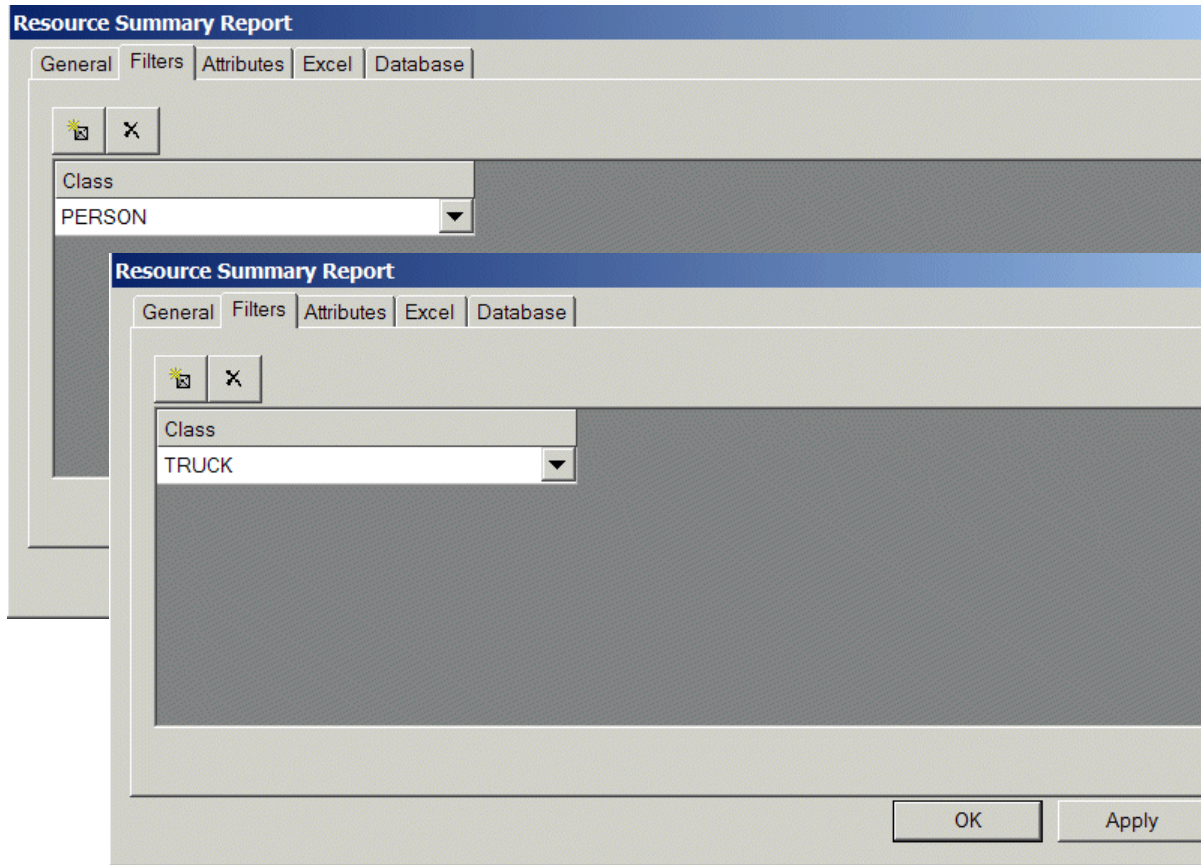 Resource Summary Report
General Filters Attributes Excel Database
Class
PERSON
Resource Summary Report
General Filters Attributes Excel Database
Class
TRUCK
OK Apply